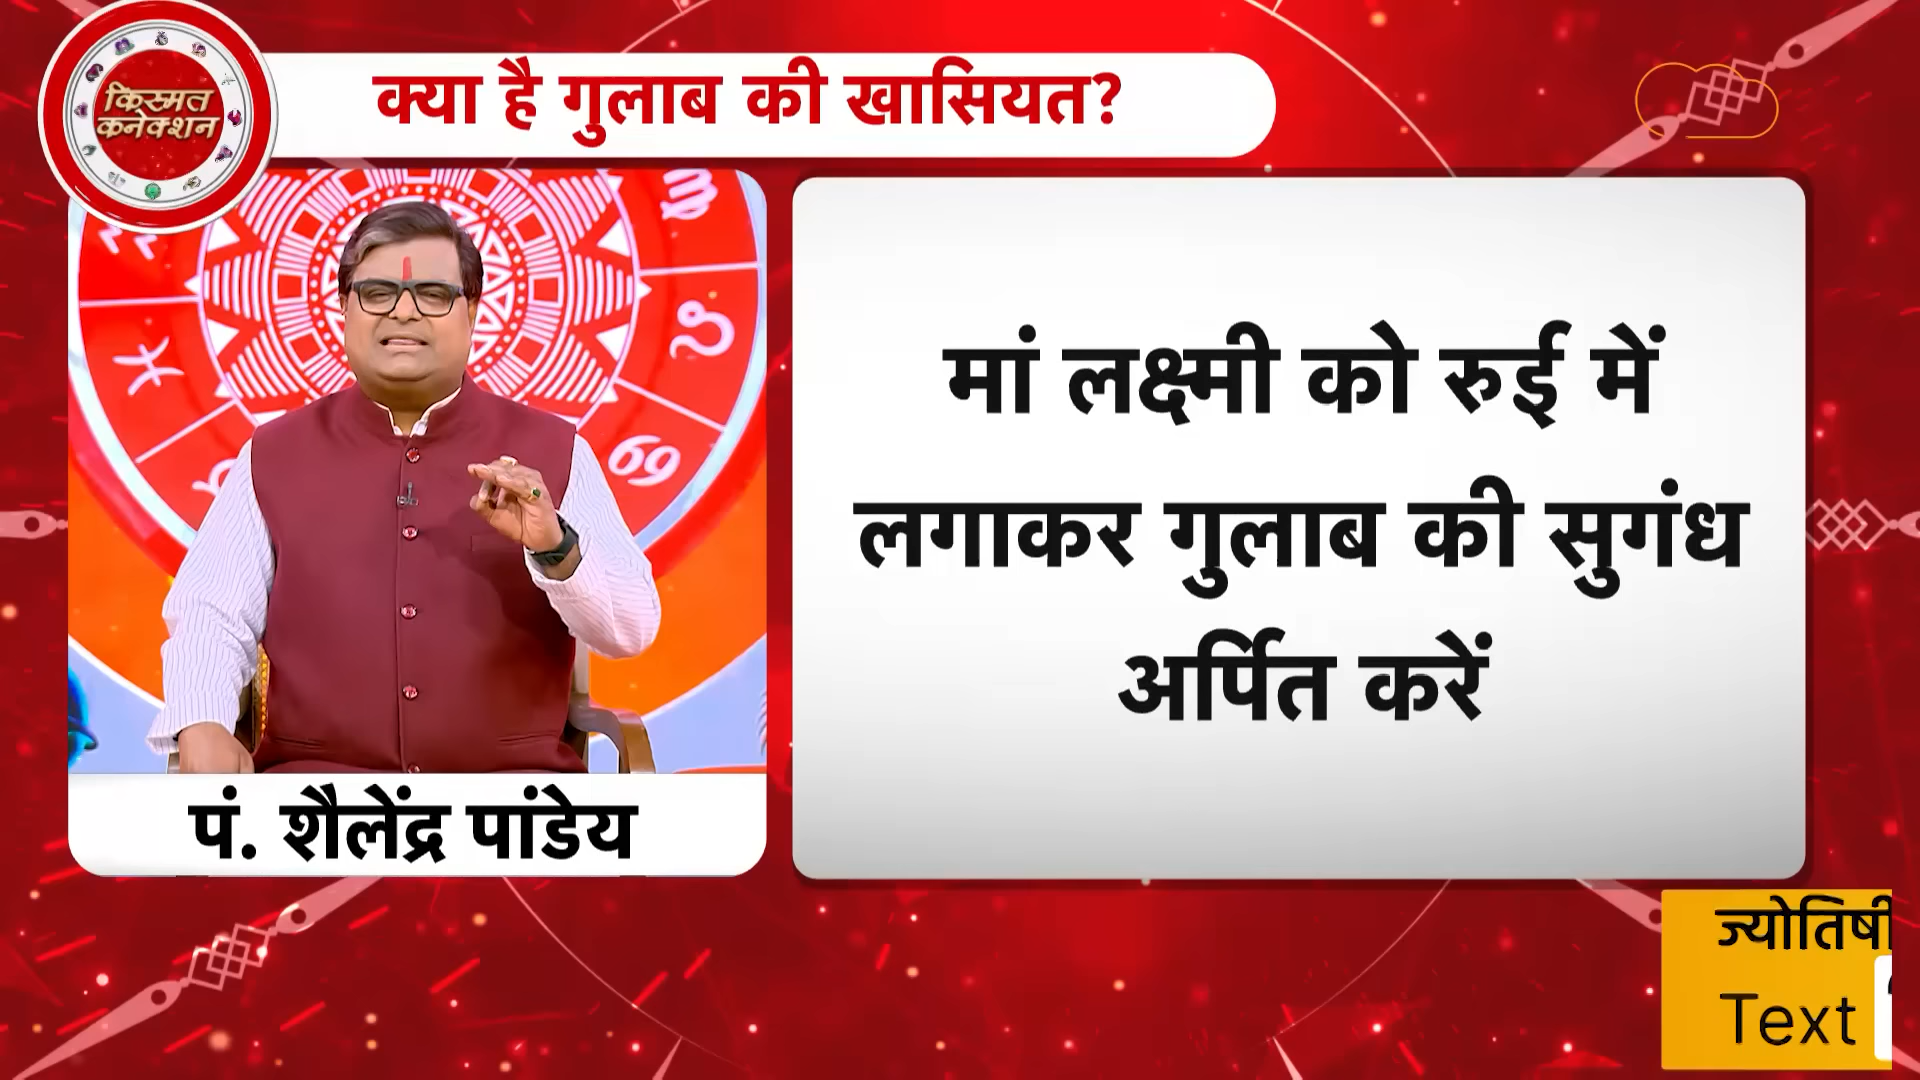 किस्मत
कनेक्शन
क्या है गुलाब की खासियत?
मां लक्ष्मी को रुई में
लगाकर गुलाब की सुगंध
अर्पित करें
पं. शैलेंद्र पांडेय
ज्योतिषी
Text